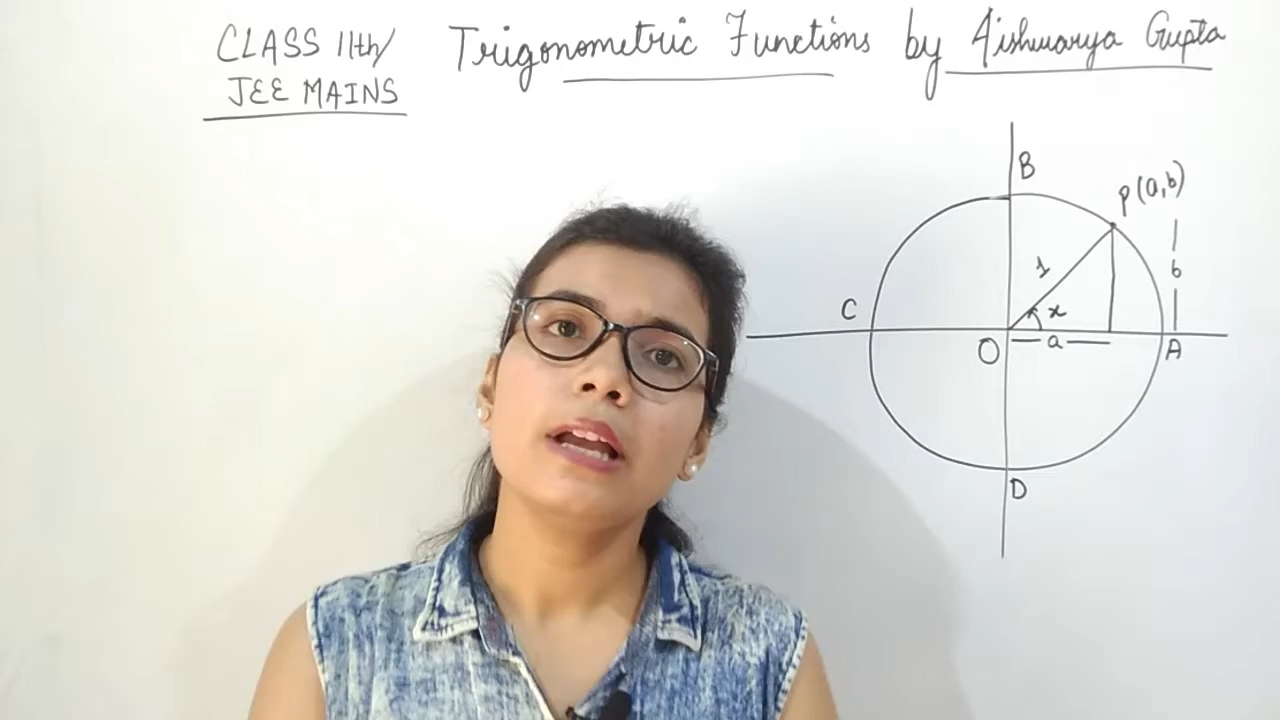 CLASS 11th/
JEE MAINS
Trigonometric Functions by Aishwarya Gupta
B
P(a,b)
1
b
x
C
O
a
A
D